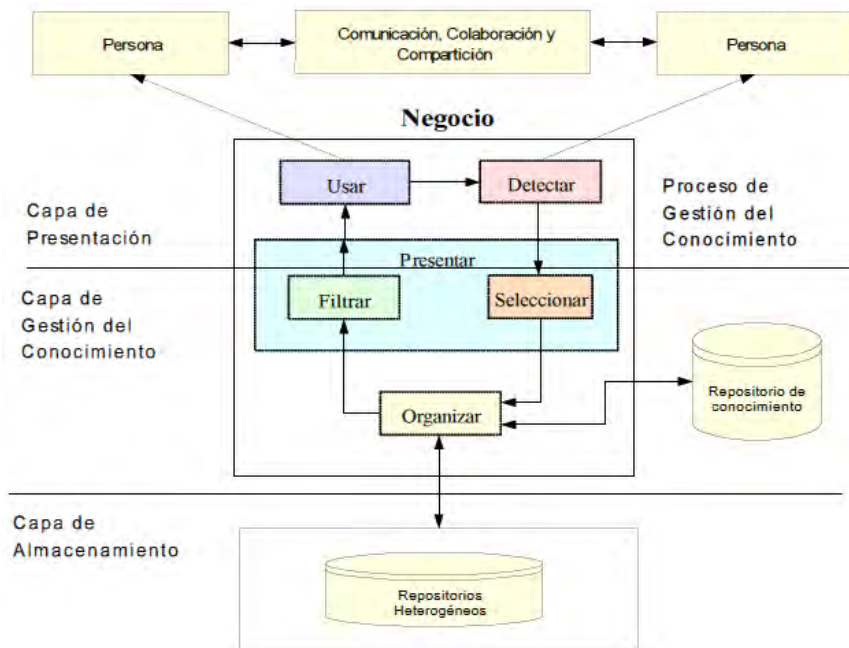 Persona
Comunicación, Colaboración y
Compartición
Persona
Negocio
Usar
Detectar
Capa de
Presentación
Proceso de
Gestión del
Conocimiento
Presentar
Capa de
Gestión del
Conocimiento
Filtrar
Seleccionar
Organizar
Repositorio de
conocimiento
Capa de
Almacenamiento
Repositorios
Heterogéneos